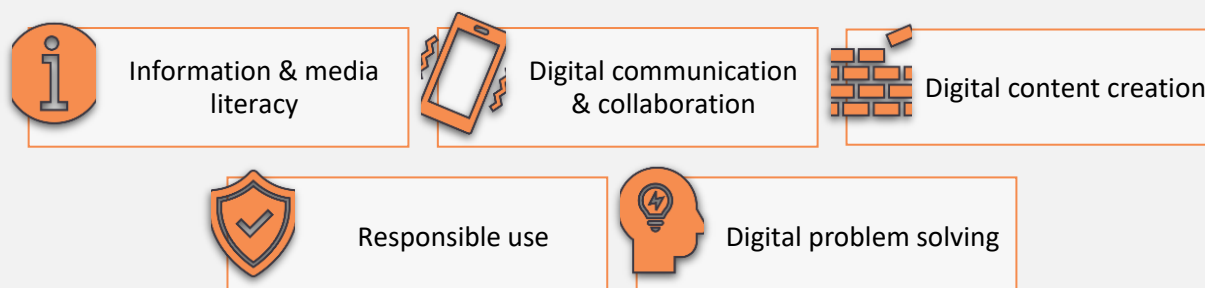 Information & media
literacy
Digital communication
& collaboration
Digital content creation
Responsible use
Digital problem solving